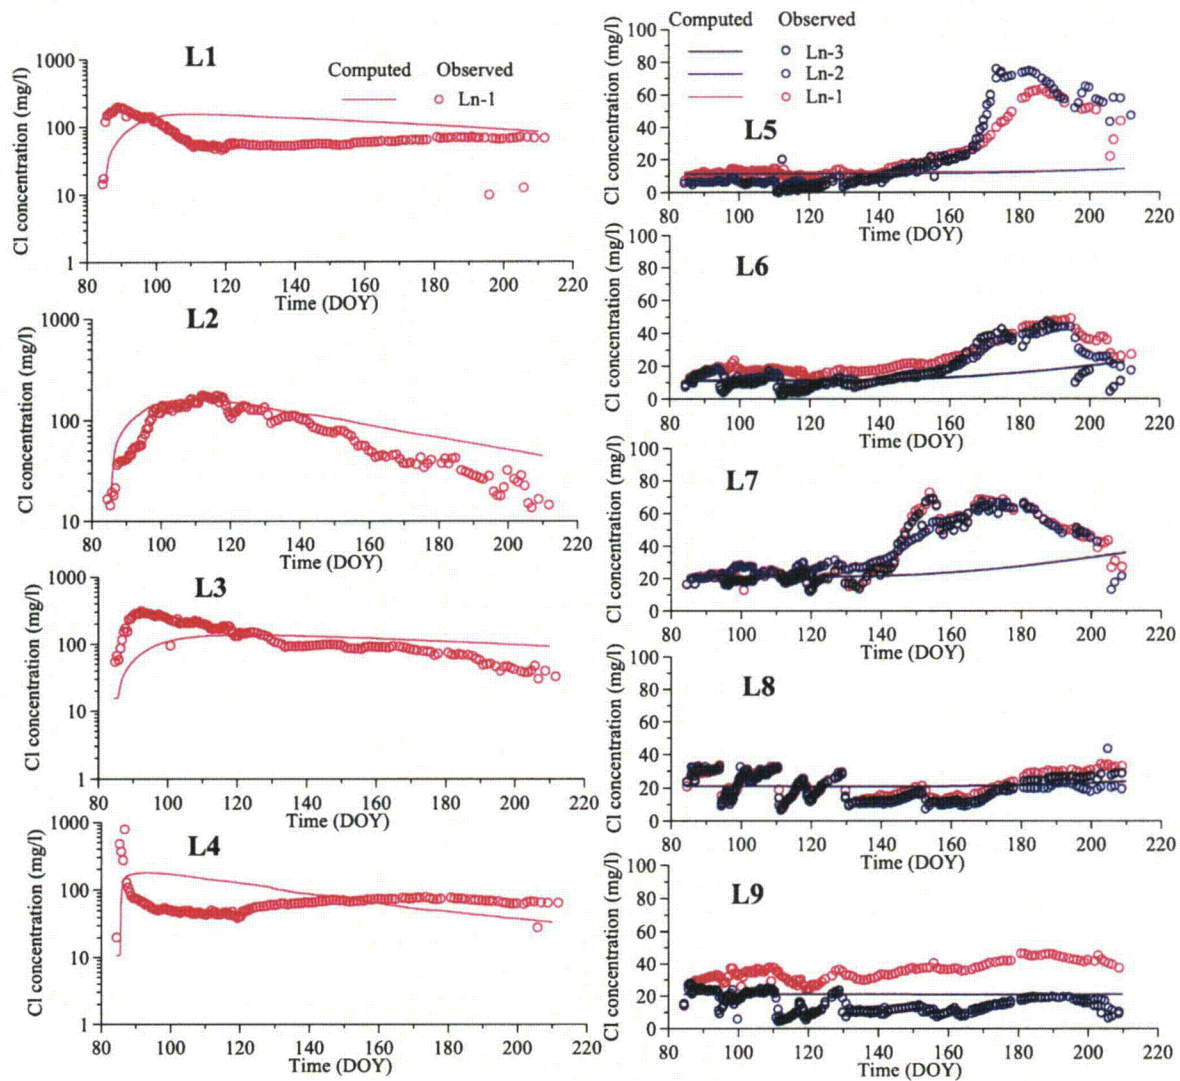 L1
1000
100
10
1
Cl concentration (mg/l)
Computed Observed
Ln-1
80 100 120 140 160 180 200 220
Time (DOY)
L2
1000
100
10
Cl concentration (mg/l)
80 100 120 140 160 180 200 220
Time (DOY)
L3
1000
100
10
1
Cl concentration (mg/l)
80 100 120 140 160 180 200 220
Time (DOY)
L4
1000
100
10
1
Cl concentration (mg/l)
80 100 120 140 160 180 200 220
Time (DOY)
Computed Observed
Ln-3
Ln-2
Ln-1
L5
100
80
60
40
20
0
Cl concentration (mg/l)
80 100 120 140 160 180 200 220
Time (DOY)
L6
100
80
60
40
20
0
Cl concentration (mg/l)
80 100 120 140 160 180 200 220
Time (DOY)
L7
100
80
60
40
20
0
Cl concentration (mg/l)
80 100 120 140 160 180 200 220
Time (DOY)
L8
100
80
60
40
20
0
Cl concentration (mg/l)
80 100 120 140 160 180 200 220
Time (DOY)
L9
100
80
60
40
20
0
Cl concentration (mg/l)
80 100 120 140 160 180 200 220
Time (DOY)